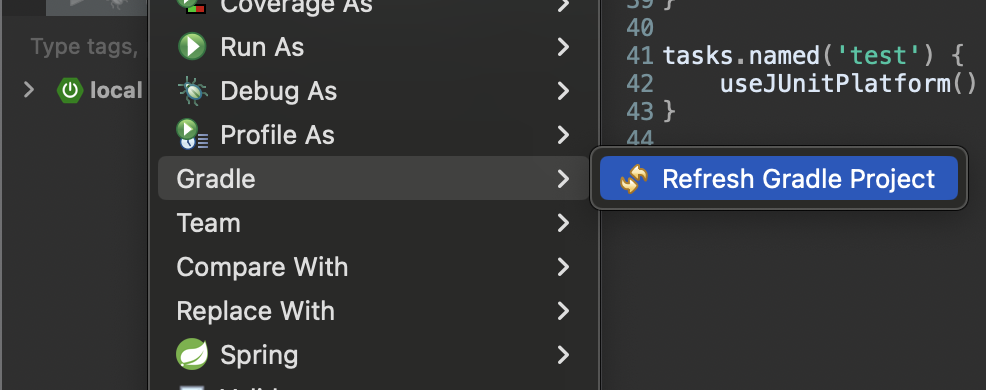 Coverage As
Run As
Debug As
Profile As
Gradle
Team
Compare With
Replace With
Spring
Type tags,
local
39 }
40
41 tasks.named('test') {
42 useJUnitPlatform()
43 }
44
Refresh Gradle Project